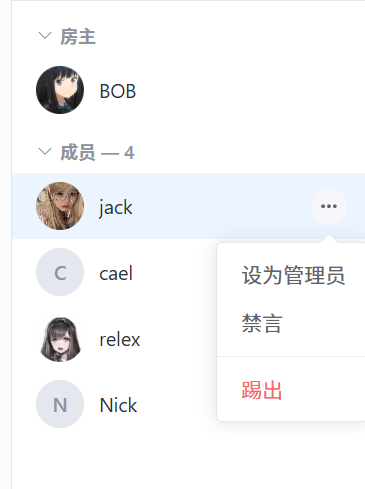 房主
BOB
成员 — 4
jack
设为管理员
C cael
禁言
relex
踢出
N Nick